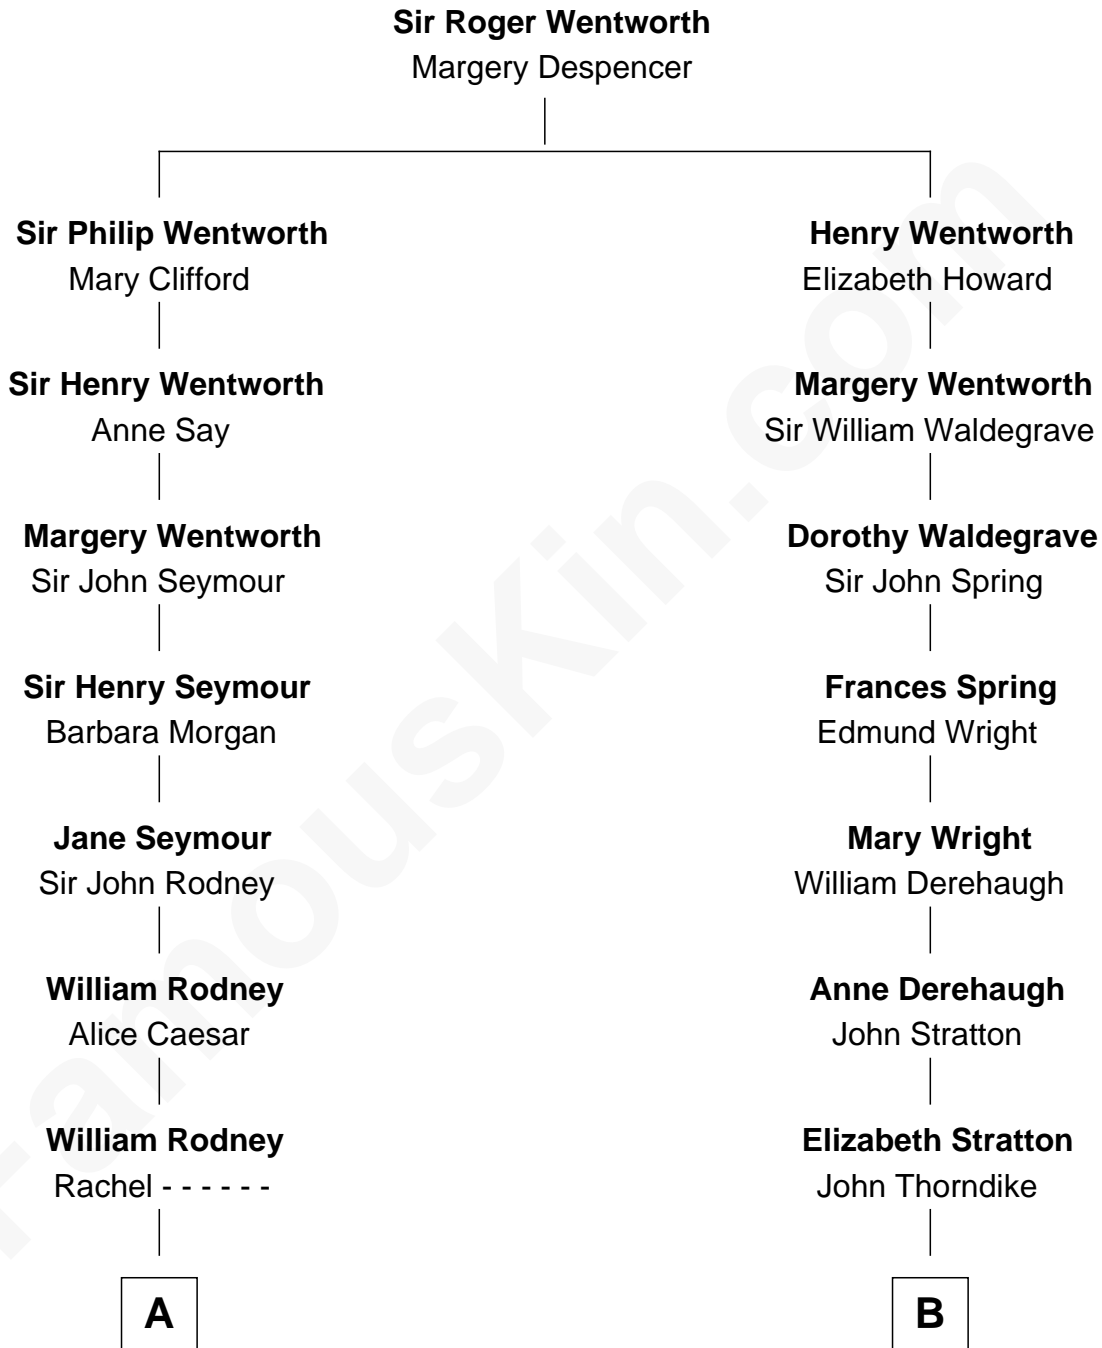 Sir Roger Wentworth
Margery Despencer
Sir Philip Wentworth
Mary Clifford
Henry Wentworth
Elizabeth Howard
Sir Henry Wentworth
Anne Say
Margery Wentworth
Sir William Waldegrave
Margery Wentworth
Sir John Seymour
Dorothy Waldegrave
Sir John Spring
Sir Henry Seymour
Barbara Morgan
Frances Spring
Edmund Wright
Jane Seymour
Sir John Rodney
Mary Wright
William Derehaugh
William Rodney
Alice Caesar
Anne Derehaugh
John Stratton
William Rodney
Rachel - - - - - -
Elizabeth Stratton
John Thorndike
A
B
FamousKin.com